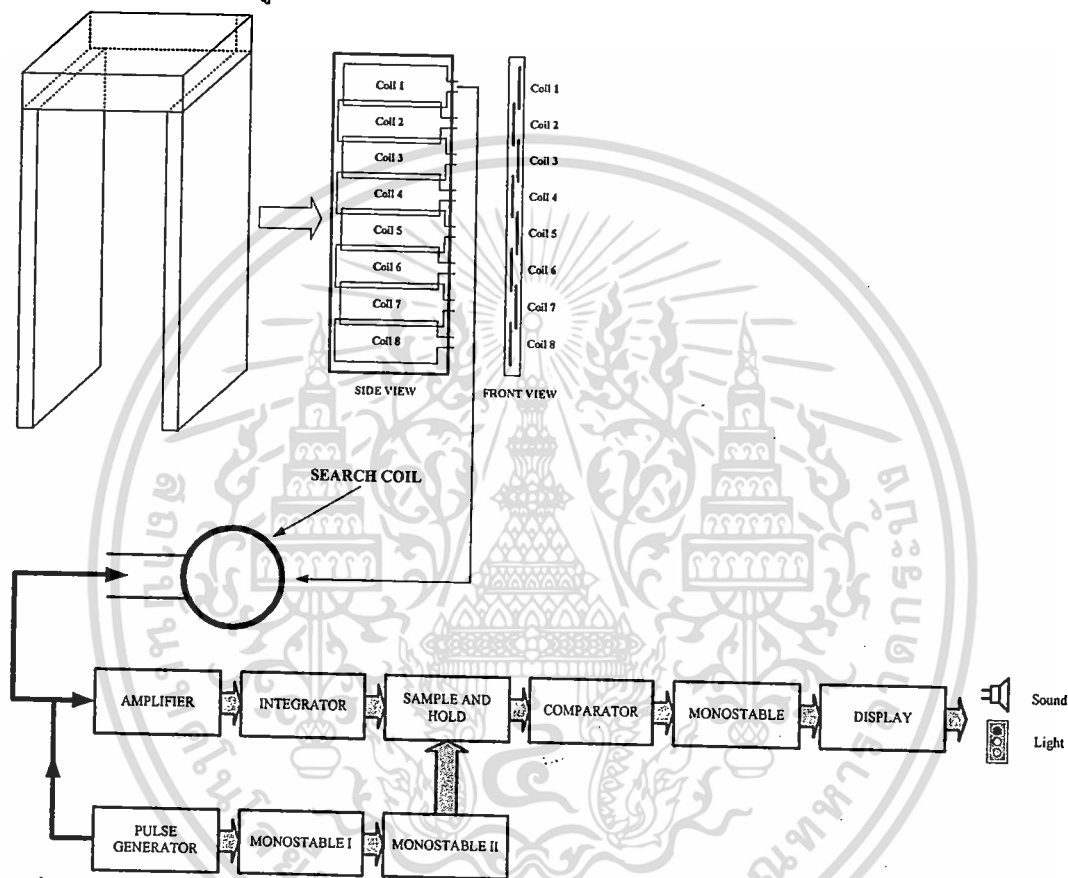 Coil 1
Coil 2
Coil 3
Coil 4
Coil 5
Coil 6
Coil 7
Coil 8
SIDE VIEW
Coil 1
Coil 2
Coil 3
Coil 4
Coil 5
Coil 6
Coil 7
Coil 8
FRONT VIEW
SEARCH COIL
AMPLIFIER
INTEGRATOR
SAMPLE AND
HOLD
COMPARATOR
MONOSTABLE
DISPLAY
Sound
Light
PULSE
GENERATOR
MONOSTABLE I
MONOSTABLE II